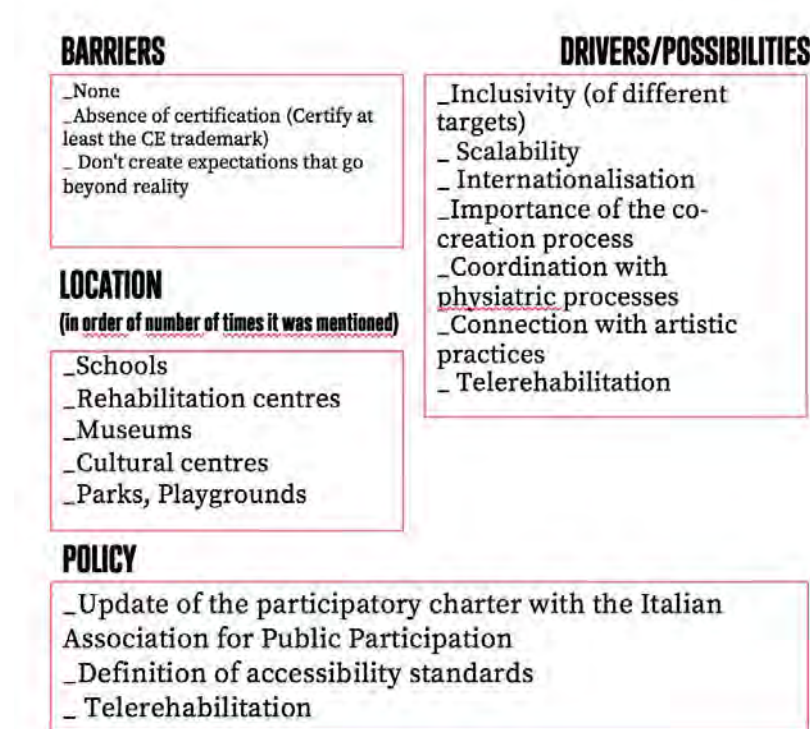 BARRIERS
_None
_Absence of certification (Certify at
least the CE trademark)
_ Don't create expectations that go
beyond reality
LOCATION
(in order of number of times it was mentioned)
_Schools
_Rehabilitation centres
_Museums
_Cultural centres
_Parks, Playgrounds
DRIVERS/POSSIBILITIES
_Inclusivity (of different
targets)
_ Scalability
_ Internationalisation
_Importance of the co-
creation process
_Coordination with
physiatric processes
_Connection with artistic
practices
_ Telerehabilitation
POLICY
_Update of the participatory charter with the Italian
Association for Public Participation
_Definition of accessibility standards
_ Telerehabilitation